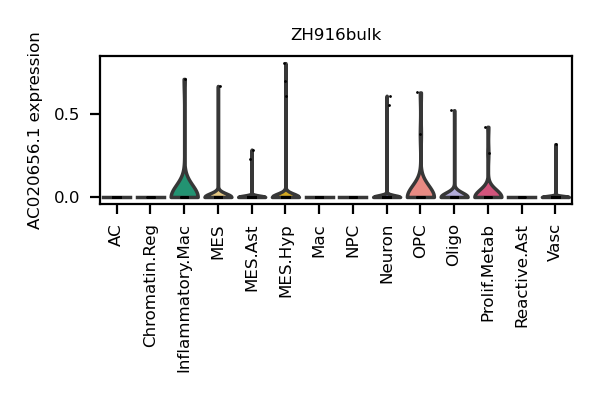 ZH916bulk
AC020656.1 expression
0.5
0.0
AC
Chromatin.Reg
Inflammatory.Mac
MES
MES.Ast
MES.Hyp
Mac
NPC
Neuron
OPC
Oligo
Prolif.Metab
Reactive.Ast
Vasc